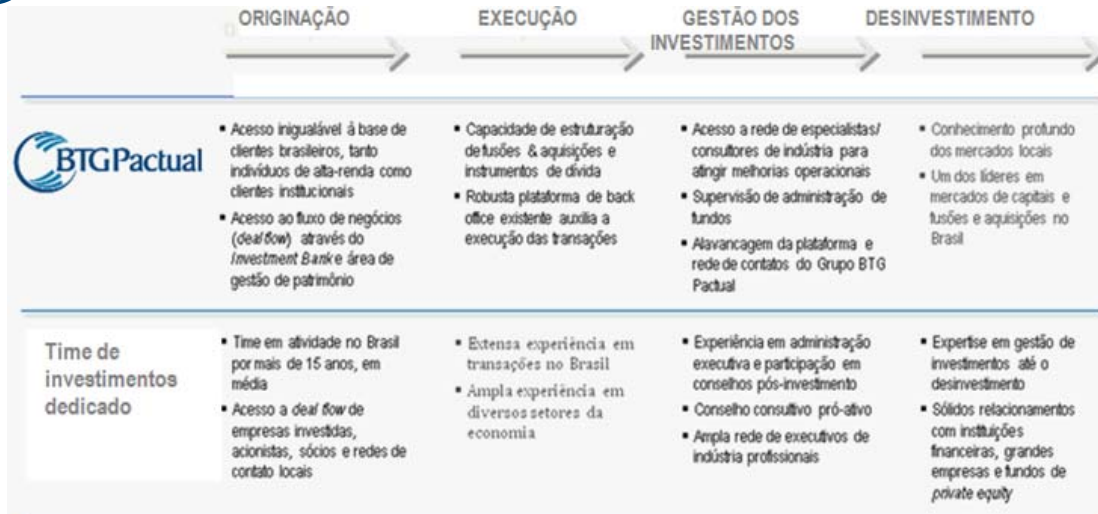 ORIGINAÇÃO
EXECUÇÃO
GESTÃO DOS
INVESTIMENTOS
DESINVESTIMENTO
BTGPactual
▪ Acesso inigualável à base de
clientes brasileiros, tanto
indivíduos de alta-renda como
clientes institucionais
▪ Acesso ao fluxo de negócios
(deal flow) através do
Investment Bank e área de
gestão de patrimônio
▪ Capacidade de estruturação
de fusões & aquisições e
instrumentos de dívida
▪ Robusta plataforma de back
office existente auxilia a
execução das transações
▪ Acesso a rede de especialistas/
consultores de indústria para
atingir melhorias operacionais
▪ Supervisão de administração de
fundos
▪ Alavancagem da plataforma e
rede de contatos do Grupo BTG
Pactual
▪ Conhecimento profundo
dos mercados locais
▪ Um dos líderes em
mercados de capitais e
fusões e aquisições no
Brasil
Time de
investimentos
dedicado
▪ Time em atividade no Brasil
por mais de 15 anos, em
média
▪ Acesso a deal flow de
empresas investidas,
acionistas, sócios e redes de
contato locais
▪ Extensa experiência em
transações no Brasil
▪ Ampla experiência em
diversos setores da
economia
▪ Experiência em administração
executiva e participação em
conselhos pós-investimento
▪ Conselho consultivo pró-ativo
▪ Ampla rede de executivos de
indústria profissionais
▪ Expertise em gestão de
investimentos até o
desinvestimento
▪ Sólidos relacionamentos
com instituições
financeiras, grandes
empresas e fundos de
private equity